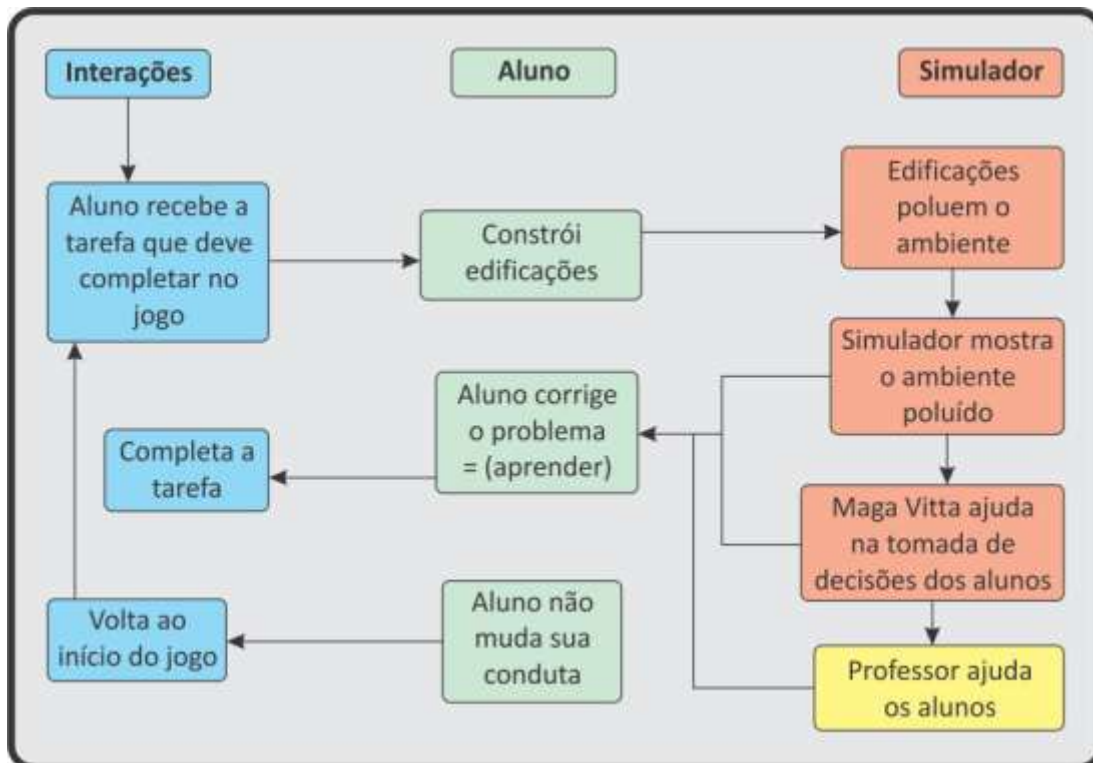 Interações
Aluno
Simulador
Aluno recebe a
tarefa que deve
completar no
jogo
Constrói
edificações
Edificações
poluem o
ambiente
Simulador mostra
o ambiente
poluído
Aluno corrige
o problema
= (aprender)
Completa a
tarefa
Maga Vitta ajuda
na tomada de
decisões dos alunos
Aluno não
muda sua
conduta
Volta ao
início do jogo
Professor ajuda
os alunos